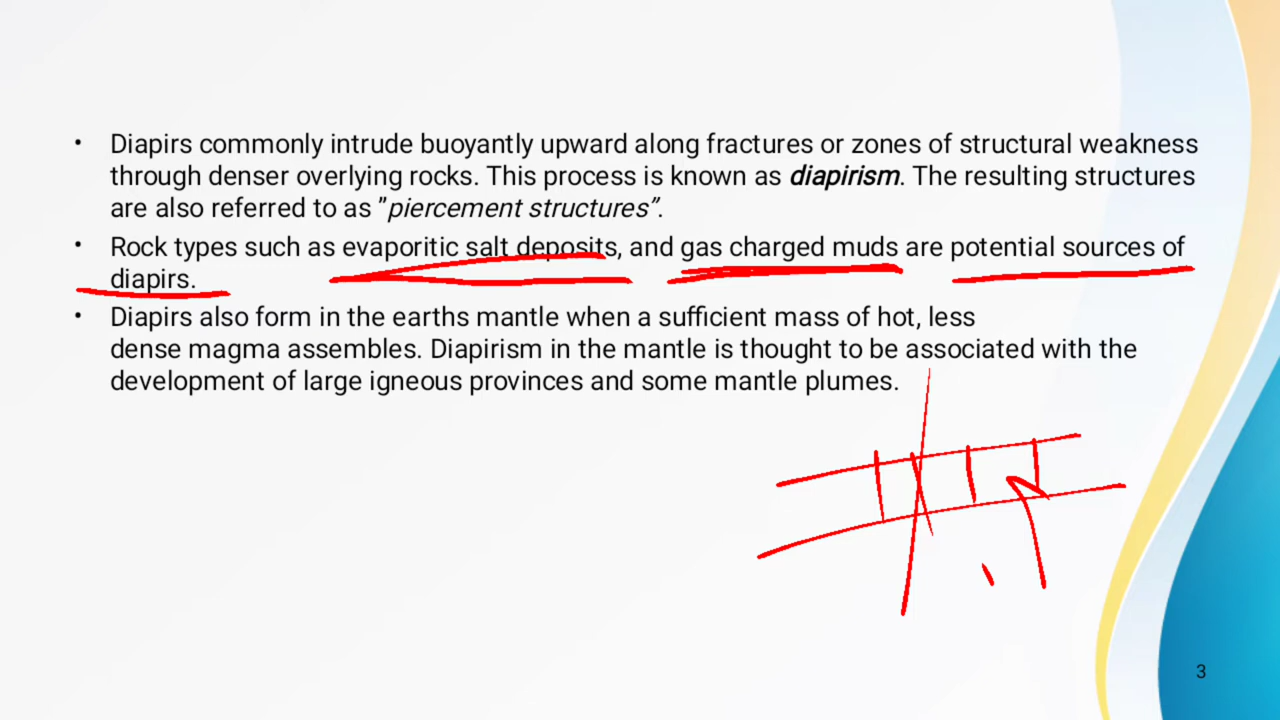 • Diapirs commonly intrude buoyantly upward along fractures or zones of structural weakness
through denser overlying rocks. This process is known as diapirism. The resulting structures
are also referred to as ”piercement structures”.
• Rock types such as evaporitic salt deposits, and gas charged muds are potential sources of
diapirs.
• Diapirs also form in the earths mantle when a sufficient mass of hot, less
dense magma assembles. Diapirism in the mantle is thought to be associated with the
development of large igneous provinces and some mantle plumes.
3